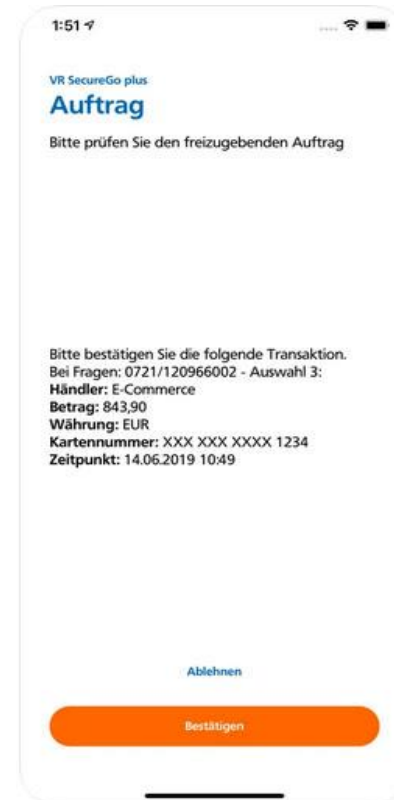 1:51
VR SecureGo plus
Auftrag
Bitte prüfen Sie den freizugebenden Auftrag
Bitte bestätigen Sie die folgende Transaktion.
Bei Fragen: 0721/120966002 - Auswahl 3:
Händler: E-Commerce
Betrag: 843,90
Währung: EUR
Kartennummer: XXX XXX XXXX 1234
Zeitpunkt: 14.06.2019 10:49
Ablehnen
Bestätigen